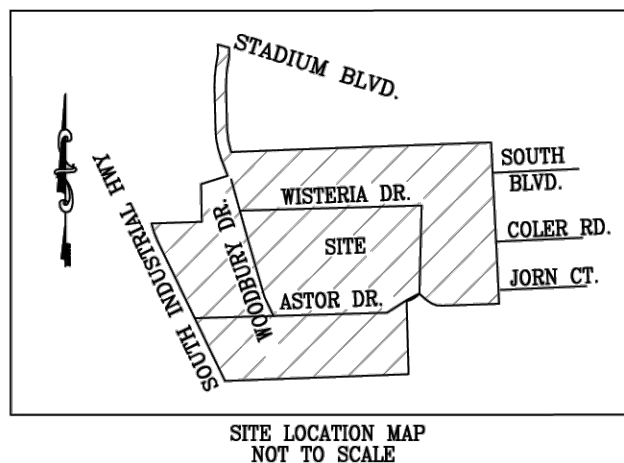 STADIUM BLVD.
SOUTH
BLVD.
SOUTH INDUSTRIAL HWY
WISTERIA DR.
WOODBURY DR.
COLER RD.
SITE
JORN CT.
ASTOR DR.
SITE LOCATION MAP
NOT TO SCALE